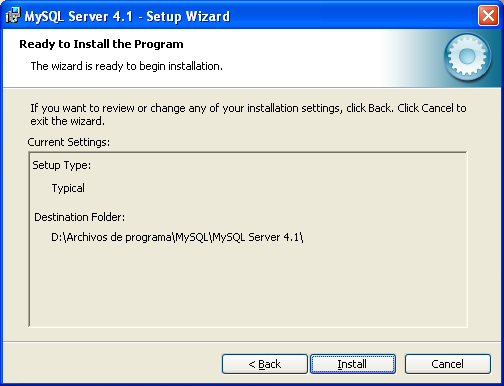 MySQL Server 4.1 - Setup Wizard
Ready to Install the Program
The wizard is ready to begin installation.
If you want to review or change any of your installation settings, click Back. Click Cancel to
exit the wizard.
Current Settings:
Setup Type:
Typical
Destination Folder:
D:\Archivos de programa\MySQL\MySQL Server 4.1\
< Back
Install
Cancel